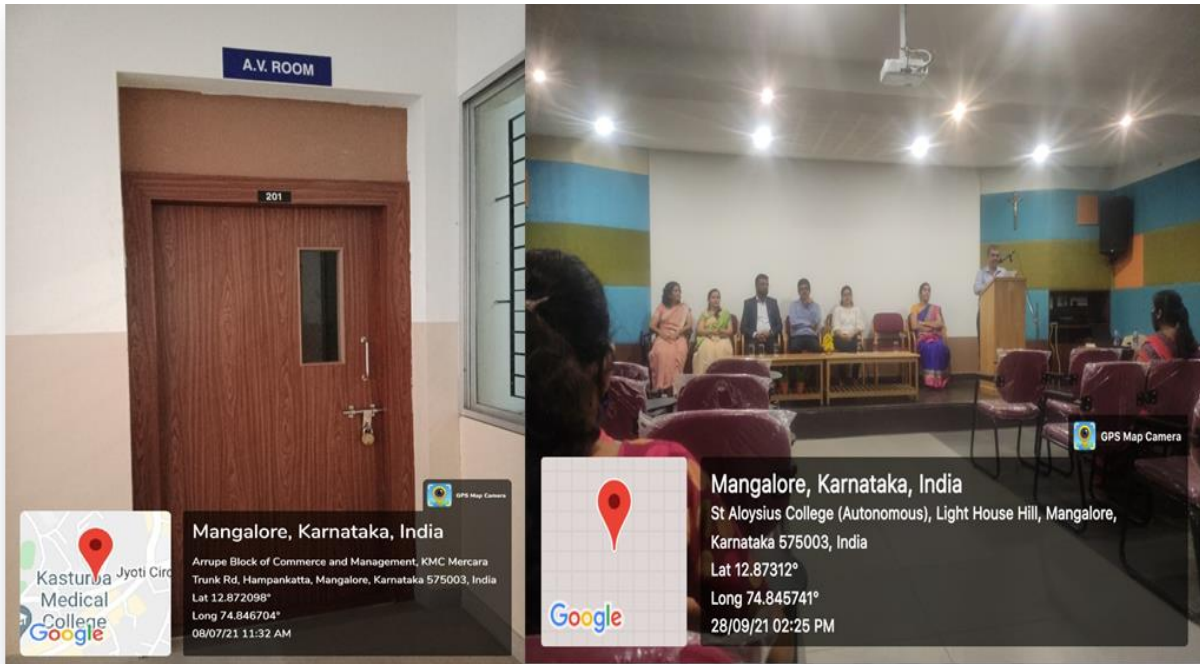 A.V. ROOM
201
GPS Map Camera
Mangalore, Karnataka, India
Arrupe Block of Commerce and Management, KMC Mercara
Trunk Rd, Hampankatta, Mangalore, Karnataka 575003, India
Lat 12.872098°
Long 74.846704°
08/07/21 11:32 AM
Kasturba
Medical
College
Jyoti Circ
Google
GPS Map Camera
Mangalore, Karnataka, India
St Aloysius College (Autonomous), Light House Hill, Mangalore,
Karnataka 575003, India
Lat 12.87312°
Long 74.845741°
28/09/21 02:25 PM
Google